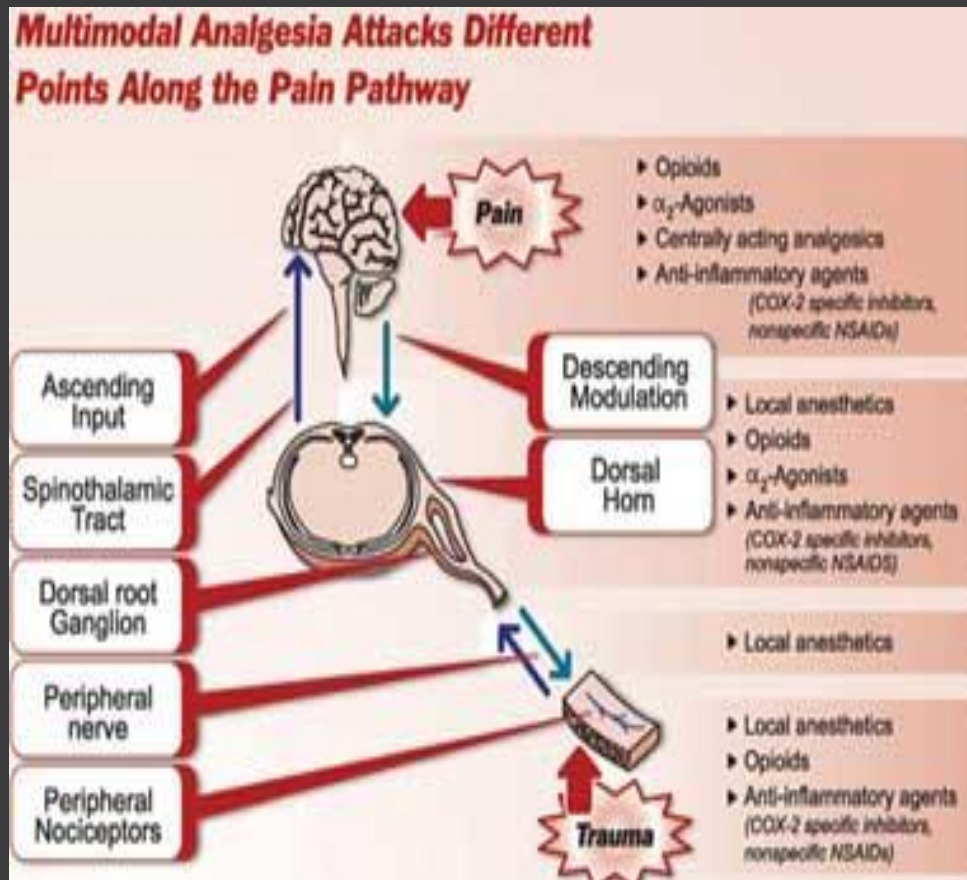 Multimodal Analgesia Attacks Different
Points Along the Pain Pathway
Pain
▸ Opioids
▸ α₂-Agonists
▸ Centrally acting analgesics
▸ Anti-inflammatory agents
(COX-2 specific inhibitors,
nonspecific NSAIDs)
Ascending
Input
Descending
Modulation
Spinothalamic
Tract
Dorsal
Horn
▸ Local anesthetics
▸ Opioids
▸ α₂-Agonists
▸ Anti-inflammatory agents
(COX-2 specific inhibitors,
nonspecific NSAIDS)
Dorsal root
Ganglion
Peripheral
nerve
▸ Local anesthetics
Peripheral
Nociceptors
Trauma
▸ Local anesthetics
▸ Opioids
▸ Anti-inflammatory agents
(COX-2 specific inhibitors,
nonspecific NSAIDs)